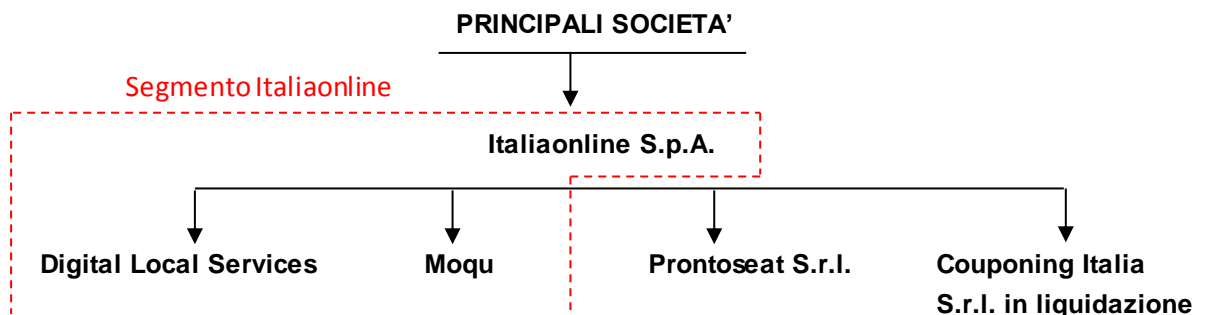 PRINCIPALI SOCIETA’
Segmento Italiaonline
Italiaonline S.p.A.
Digital Local Services
Moqu
Prontoseat S.r.l.
Couponing Italia
S.r.l. in liquidazione